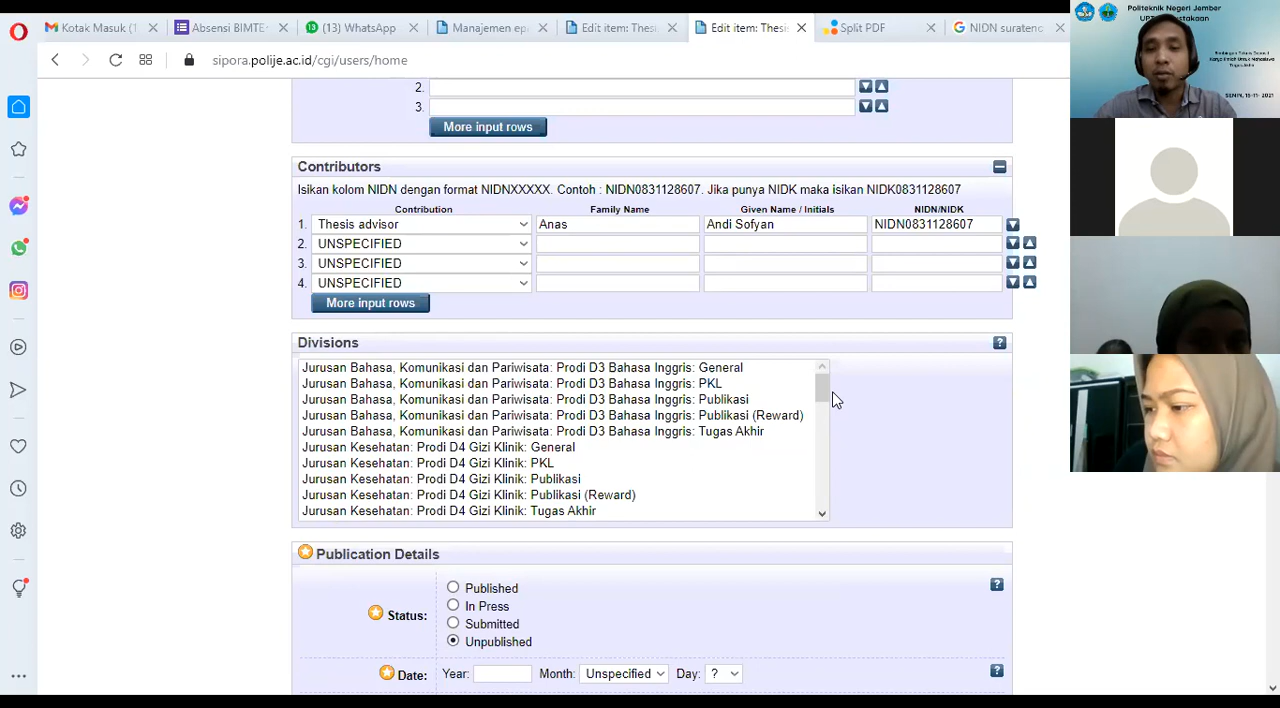 Kotak Masuk (1
Absensi BIMTE
(13) WhatsApp
Manajemen ep
Edit item: Thesi
Edit item: Thesi
Split PDF
NIDN suratenc
sipora.polije.ac.id/cgi/users/home
Politeknik Negeri Jember
SENIN, 15-11- 2021
2.
3.
More input rows
Contributors
Isikan kolom NIDN dengan format NIDNXXXXX. Contoh : NIDN0831128607. Jika punya NIDK maka isikan NIDK0831128607
Contribution Family Name Given Name / Initials NIDN/NIDK
1. Thesis advisor Anas Andi Sofyan NIDN0831128607
2. UNSPECIFIED
3. UNSPECIFIED
4. UNSPECIFIED
More input rows
Divisions
Jurusan Bahasa, Komunikasi dan Pariwisata: Prodi D3 Bahasa Inggris: General
Jurusan Bahasa, Komunikasi dan Pariwisata: Prodi D3 Bahasa Inggris: PKL
Jurusan Bahasa, Komunikasi dan Pariwisata: Prodi D3 Bahasa Inggris: Publikasi
Jurusan Bahasa, Komunikasi dan Pariwisata: Prodi D3 Bahasa Inggris: Publikasi (Reward)
Jurusan Bahasa, Komunikasi dan Pariwisata: Prodi D3 Bahasa Inggris: Tugas Akhir
Jurusan Kesehatan: Prodi D4 Gizi Klinik: General
Jurusan Kesehatan: Prodi D4 Gizi Klinik: PKL
Jurusan Kesehatan: Prodi D4 Gizi Klinik: Publikasi
Jurusan Kesehatan: Prodi D4 Gizi Klinik: Publikasi (Reward)
Jurusan Kesehatan: Prodi D4 Gizi Klinik: Tugas Akhir
Publication Details
Status:
Published
In Press
Submitted
Unpublished
Date: Year: Month: Unspecified Day: ?